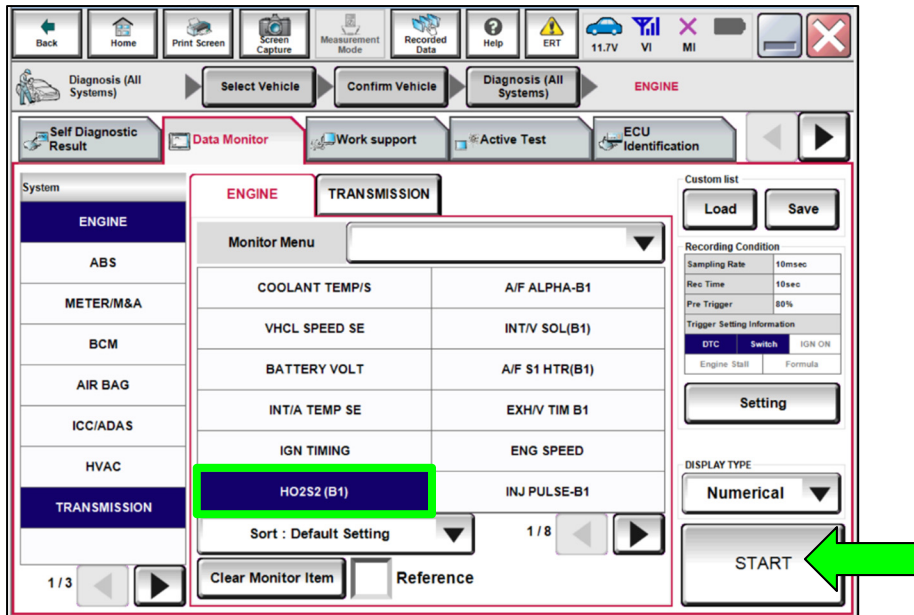 Back
Home
Print Screen
Screen
Capture
Measurement
Mode
Recorded
Data
Help
ERT
11.7V
VI
MI
Diagnosis (All
Systems)
Select Vehicle
Confirm Vehicle
Diagnosis (All
Systems)
ENGINE
Self Diagnostic
Result
Data Monitor
Work support
Active Test
ECU
Identification
System
ENGINE
ABS
METER/M&A
BCM
AIR BAG
ICC/ADAS
HVAC
TRANSMISSION
1/3
ENGINE
TRANSMISSION
Monitor Menu
COOLANT TEMP/S
A/F ALPHA-B1
VHCL SPEED SE
INT/V SOL(B1)
BATTERY VOLT
A/F S1 HTR(B1)
INT/A TEMP SE
EXH/V TIM B1
IGN TIMING
ENG SPEED
HO2S2 (B1)
INJ PULSE-B1
Sort : Default Setting
1/8
Clear Monitor Item
Reference
Custom list
Load
Save
Recording Condition
Sampling Rate
10msec
Rec Time
10sec
Pre Trigger
80%
Trigger Setting Information
DTC
Switch
IGN ON
Engine Stall
Formula
Setting
DISPLAY TYPE
Numerical
START